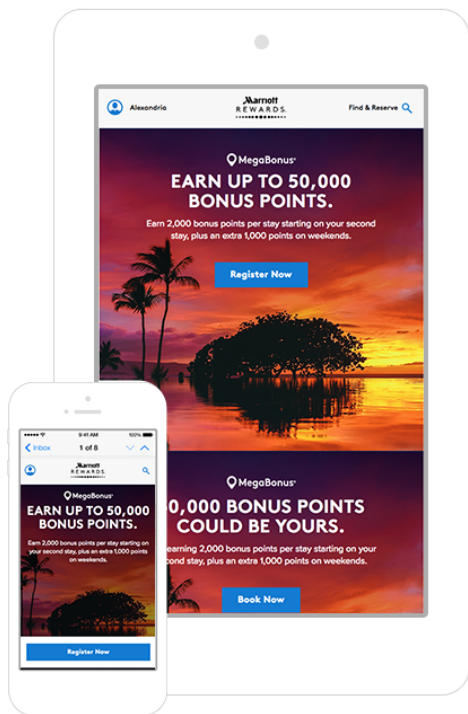 Alexandria
Marriott
REWARDS.
Find & Reserve
MegaBonus
EARN UP TO 50,000
BONUS POINTS.
Earn 2,000 bonus points per stay starting on your second
stay, plus an extra 1,000 points on weekends.
Register Now
MegaBonus
0,000 BONUS POINTS
COULD BE YOURS.
earning 2,000 bonus points per stay starting on your
ond stay, plus an extra 1,000 points on weekends.
Book Now
9:41 AM
100%
Inbox
1 of 8
Marriott
REWARDS.
MegaBonus
EARN UP TO 50,000
BONUS POINTS.
Earn 2,000 bonus points per stay starting on
your second stay, plus an extra 1,000 points
on weekends.
Register Now